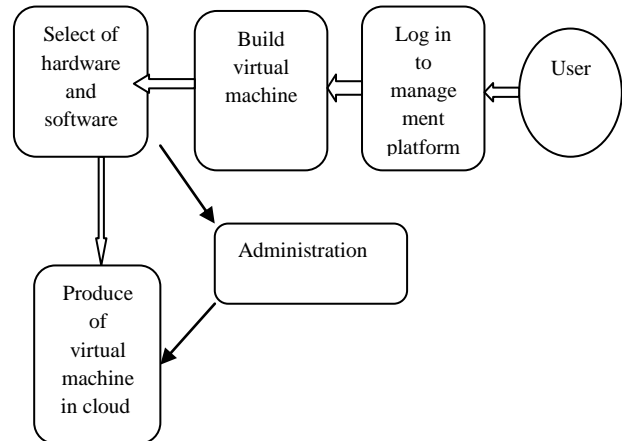 Select of
hardware
and
software
Build
virtual
machine
Log in
to
manage
ment
platform
User
Administration
Produce
of
virtual
machine
in cloud